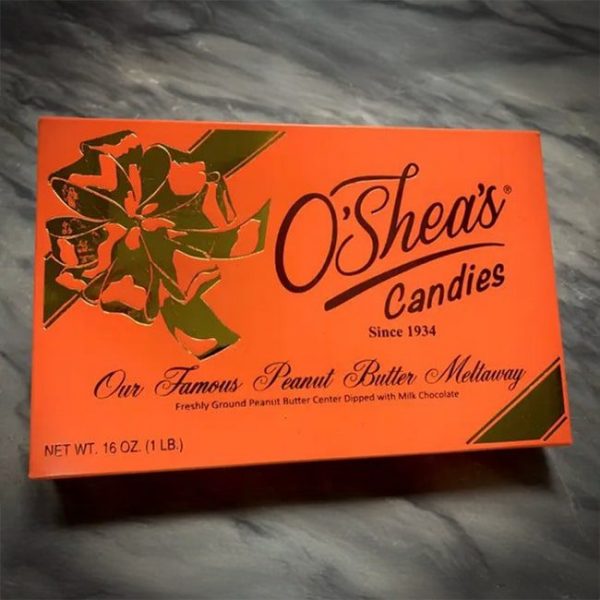 O'Shea's®
Candies
Since 1934
Our Famous Peanut Butter Meltaway
Freshly Ground Peanut Butter Center Dipped with Milk Chocolate
NET WT. 16 OZ. (1 LB.)